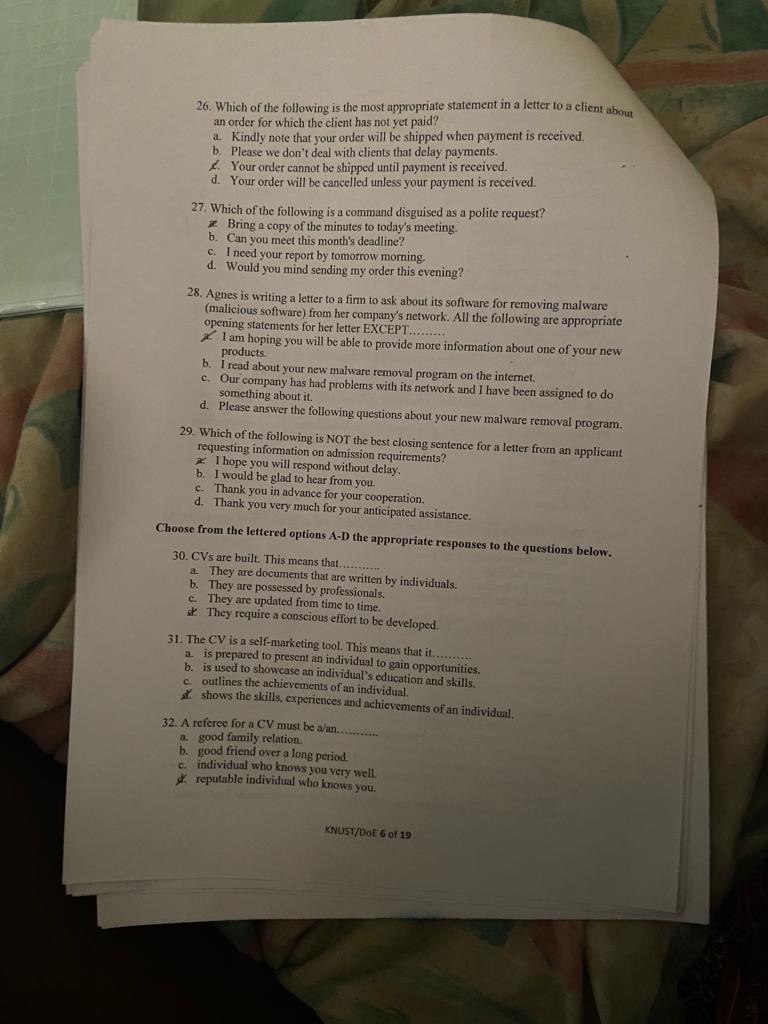 26. Which of the following is the most appropriate statement in a letter to a client about
an order for which the client has not yet paid?
a. Kindly note that your order will be shipped when payment is received.
b. Please we don't deal with clients that delay payments.
c. Your order cannot be shipped until payment is received.
d. Your order will be cancelled unless your payment is received.
27. Which of the following is a command disguised as a polite request?
a. Bring a copy of the minutes to today's meeting.
b. Can you meet this month's deadline?
c. I need your report by tomorrow morning.
d. Would you mind sending my order this evening?
28. Agnes is writing a letter to a firm to ask about its software for removing malware
(malicious software) from her company's network. All the following are appropriate
opening statements for her letter EXCEPT.........
a. I am hoping you will be able to provide more information about one of your new
products.
b. I read about your new malware removal program on the internet.
c. Our company has had problems with its network and I have been assigned to do
something about it.
d. Please answer the following questions about your new malware removal program.
29. Which of the following is NOT the best closing sentence for a letter from an applicant
requesting information on admission requirements?
a. I hope you will respond without delay.
b. I would be glad to hear from you.
c. Thank you in advance for your cooperation.
d. Thank you very much for your anticipated assistance.
Choose from the lettered options A-D the appropriate responses to the questions below.
30. CVs are built. This means that...........
a. They are documents that are written by individuals.
b. They are possessed by professionals.
c. They are updated from time to time.
d. They require a conscious effort to be developed.
31. The CV is a self-marketing tool. This means that it...........
a. is prepared to present an individual to gain opportunities.
b. is used to showcase an individual's education and skills.
c. outlines the achievements of an individual.
d. shows the skills, experiences and achievements of an individual.
32. A referee for a CV must be a/an...........
a. good family relation.
b. good friend over a long period.
c. individual who knows you very well.
d. reputable individual who knows you.
KNUST/DoE 6 of 19